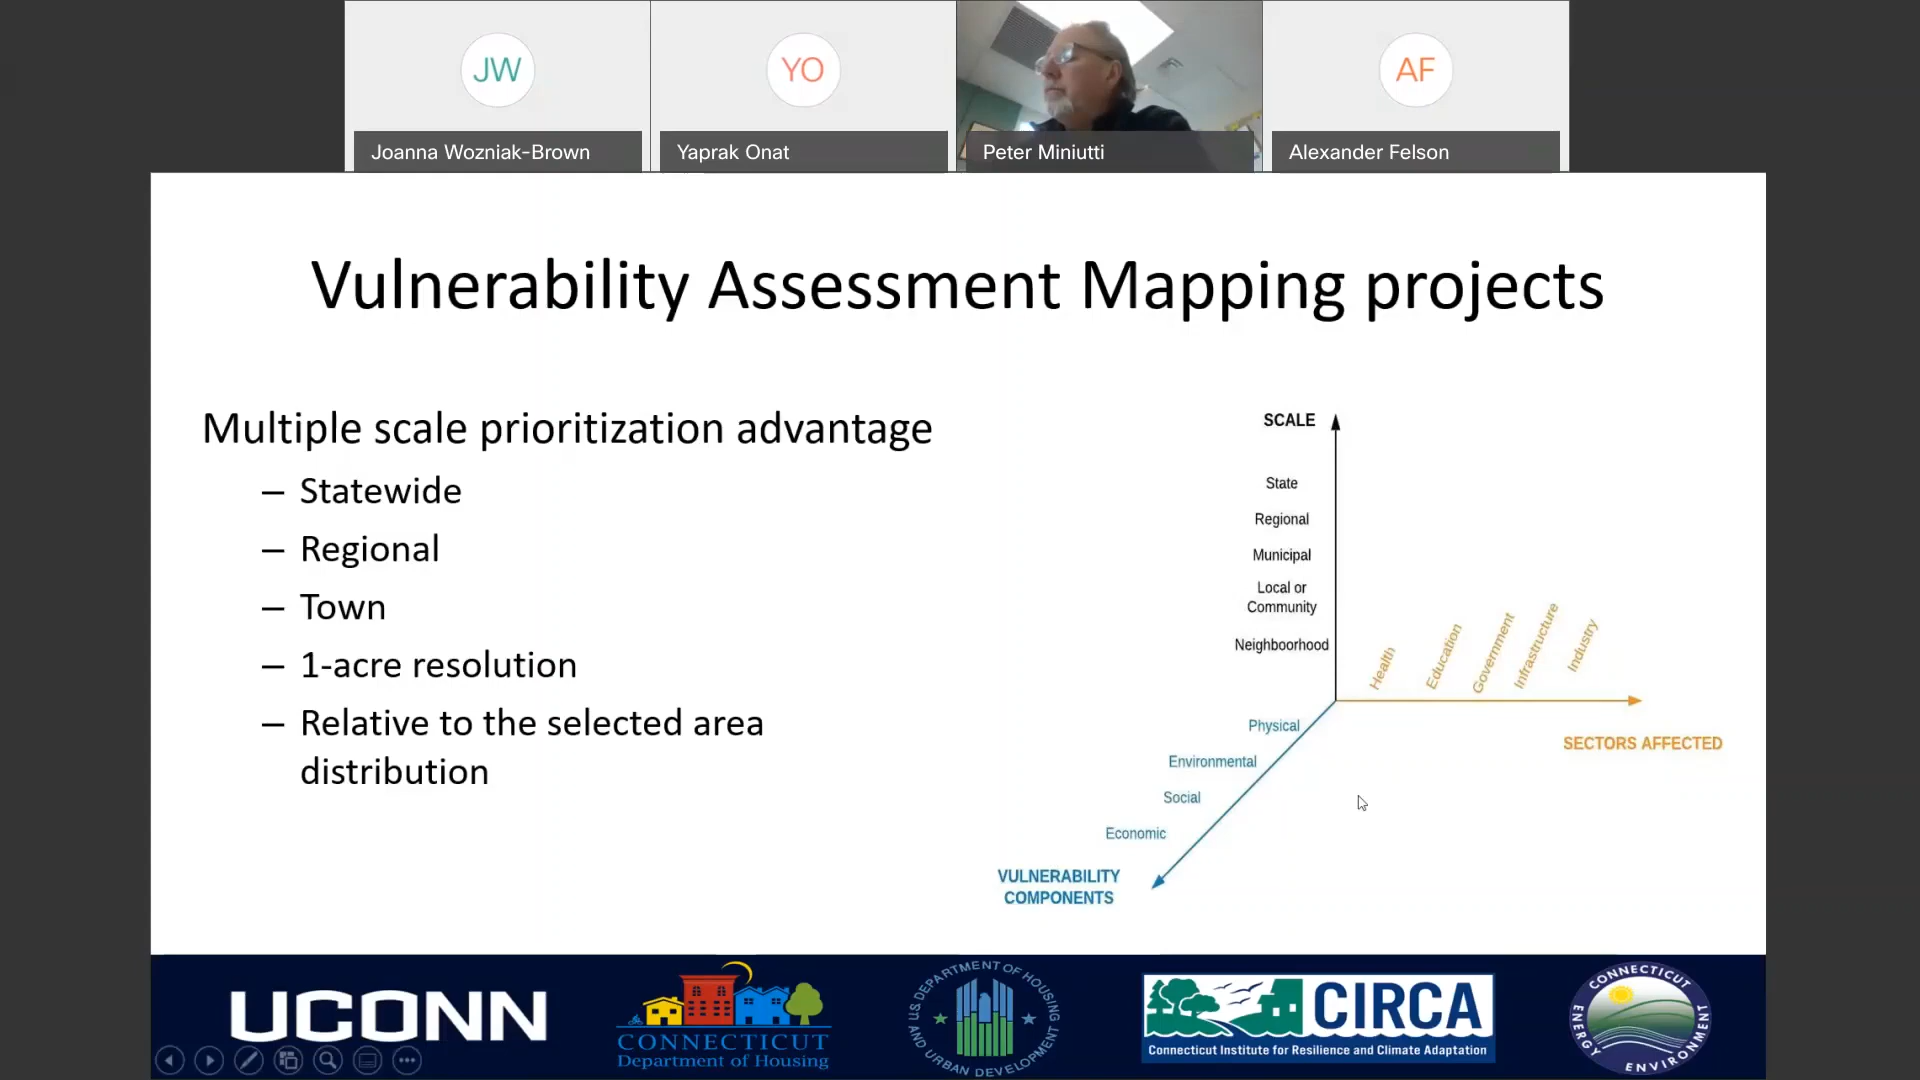 JW
YO
AF
Joanna Wozniak-Brown
Yaprak Onat
Peter Miniutti
Alexander Felson
Vulnerability Assessment Mapping projects
Multiple scale prioritization advantage
– Statewide
– Regional
– Town
– 1-acre resolution
– Relative to the selected area
distribution
SCALE
State
Regional
Municipal
Local or
Community
Neighboorhood
Health
Education
Government
Infrastructure
Industry
SECTORS AFFECTED
Physical
Environmental
Social
Economic
VULNERABILITY
COMPONENTS
UCONN
CONNECTICUT
Department of Housing
U.S. DEPARTMENT OF HOUSING
AND URBAN DEVELOPMENT
CIRCA
Connecticut Institute for Resilience and Climate Adaptation
CONNECTICUT
ENERGY
ENVIRONMENT